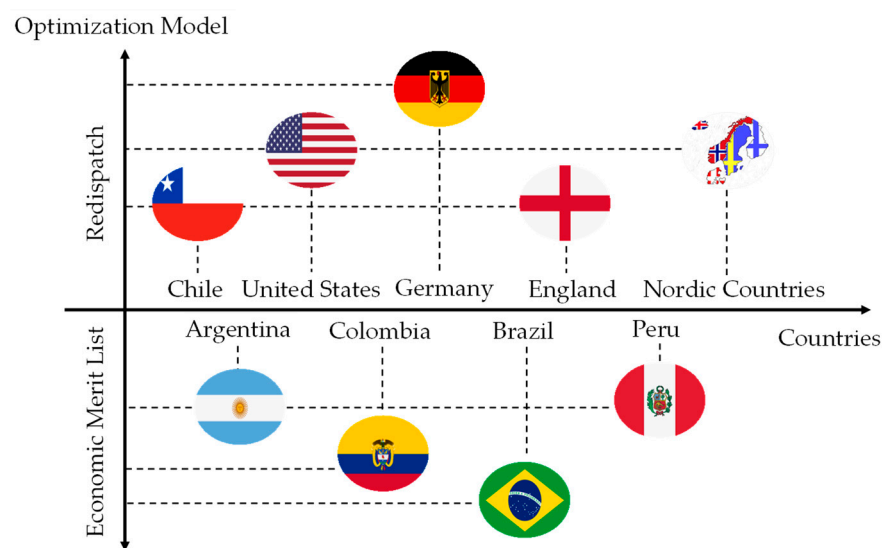 Optimization Model
Redispatch
Chile
United States
Germany
England
Nordic Countries
Argentina
Colombia
Brazil
Peru
Countries
Economic Merit List